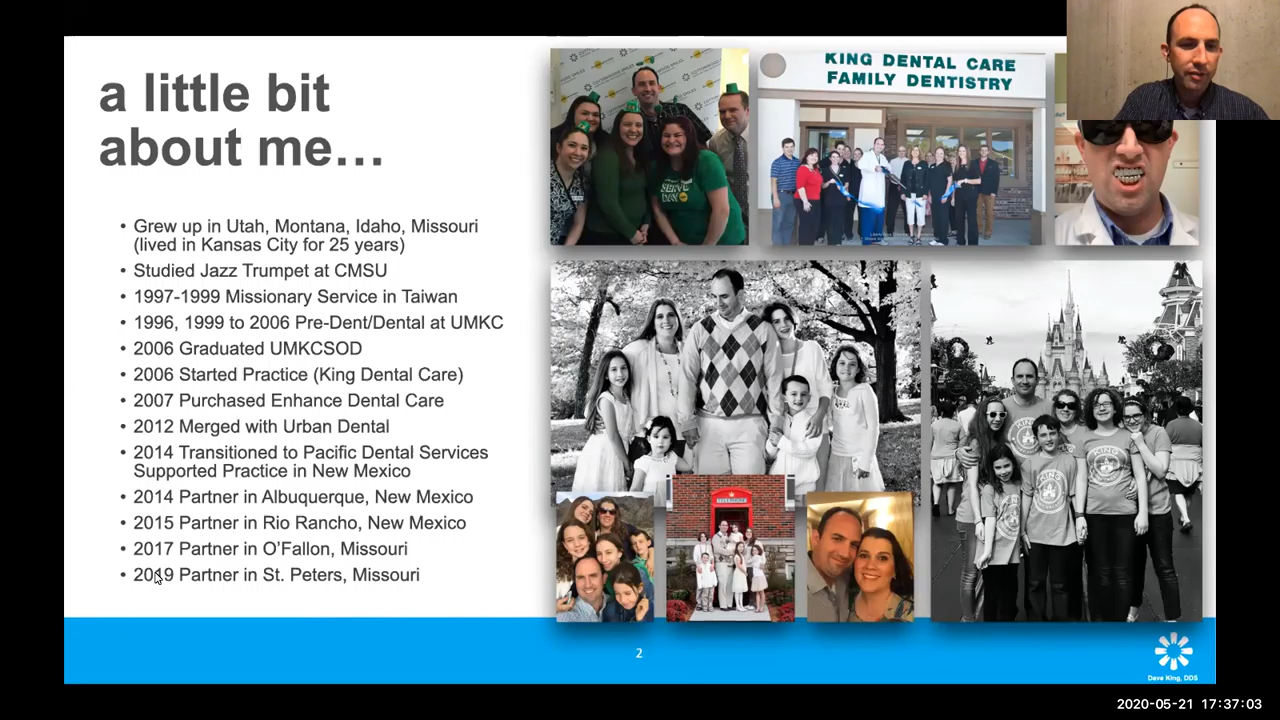 a little bit
about me…
• Grew up in Utah, Montana, Idaho, Missouri
(lived in Kansas City for 25 years)
• Studied Jazz Trumpet at CMSU
• 1997-1999 Missionary Service in Taiwan
• 1996, 1999 to 2006 Pre-Dent/Dental at UMKC
• 2006 Graduated UMKCSOD
• 2006 Started Practice (King Dental Care)
• 2007 Purchased Enhance Dental Care
• 2012 Merged with Urban Dental
• 2014 Transitioned to Pacific Dental Services
Supported Practice in New Mexico
• 2014 Partner in Albuquerque, New Mexico
• 2015 Partner in Rio Rancho, New Mexico
• 2017 Partner in O’Fallon, Missouri
• 2019 Partner in St. Peters, Missouri
KING DENTAL CARE
FAMILY DENTISTRY
SERVE
DAY
TELEPHONE
KING
2
Dave King, DDS
2020-05-21 17:37:03